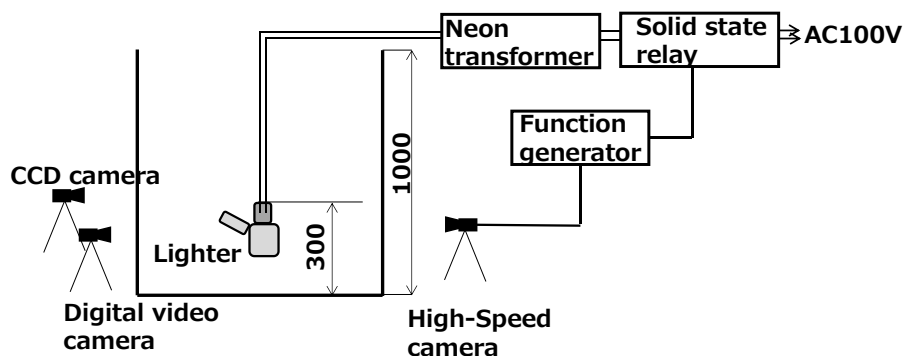 Neon
transformer
Solid state
relay
AC100V
Function
generator
CCD camera
1000
300
Lighter
Digital video
camera
High-Speed
camera